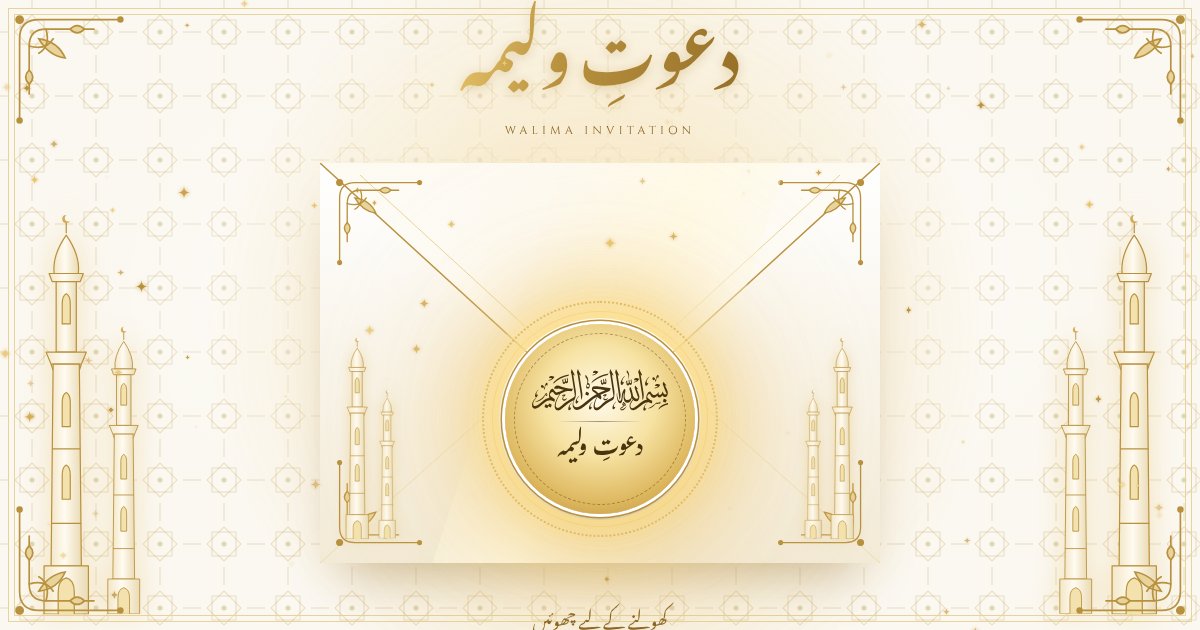 دعوتِ ولیمہ
WALIMA INVITATION
بسم اللہ الرحمن الرحیم
دعوتِ ولیمہ
کھولنے کے لیے چھوئیں